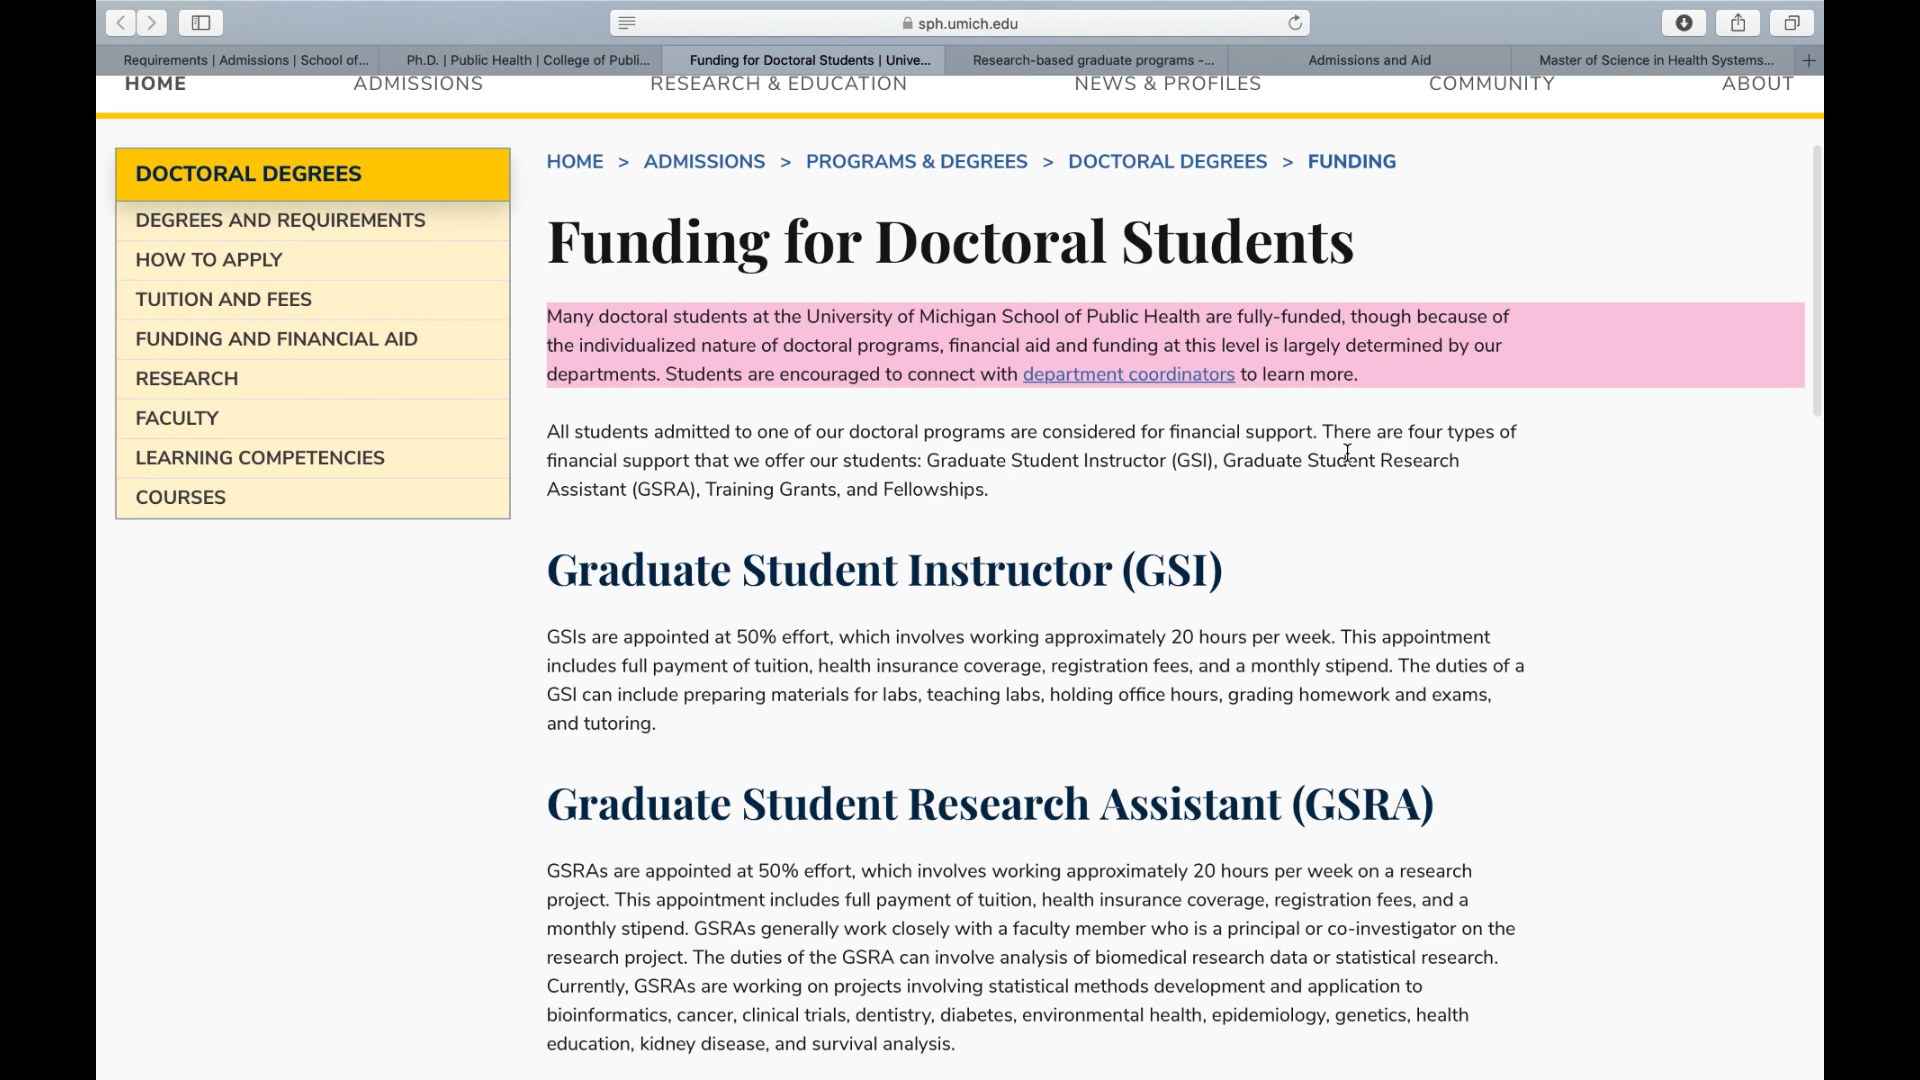 sph.umich.edu
Requirements | Admissions | School of...
Ph.D. | Public Health | College of Publi...
Funding for Doctoral Students | Unive...
Research-based graduate programs -...
Admissions and Aid
Master of Science in Health Systems...
HOME
ADMISSIONS
RESEARCH & EDUCATION
NEWS & PROFILES
COMMUNITY
ABOUT
DOCTORAL DEGREES
DEGREES AND REQUIREMENTS
HOW TO APPLY
TUITION AND FEES
FUNDING AND FINANCIAL AID
RESEARCH
FACULTY
LEARNING COMPETENCIES
COURSES
HOME > ADMISSIONS > PROGRAMS & DEGREES > DOCTORAL DEGREES > FUNDING
Funding for Doctoral Students
Many doctoral students at the University of Michigan School of Public Health are fully-funded, though because of
the individualized nature of doctoral programs, financial aid and funding at this level is largely determined by our
departments. Students are encouraged to connect with department coordinators to learn more.
All students admitted to one of our doctoral programs are considered for financial support. There are four types of
financial support that we offer our students: Graduate Student Instructor (GSI), Graduate Student Research
Assistant (GSRA), Training Grants, and Fellowships.
Graduate Student Instructor (GSI)
GSIs are appointed at 50% effort, which involves working approximately 20 hours per week. This appointment
includes full payment of tuition, health insurance coverage, registration fees, and a monthly stipend. The duties of a
GSI can include preparing materials for labs, teaching labs, holding office hours, grading homework and exams,
and tutoring.
Graduate Student Research Assistant (GSRA)
GSRAs are appointed at 50% effort, which involves working approximately 20 hours per week on a research
project. This appointment includes full payment of tuition, health insurance coverage, registration fees, and a
monthly stipend. GSRAs generally work closely with a faculty member who is a principal or co-investigator on the
research project. The duties of the GSRA can involve analysis of biomedical research data or statistical research.
Currently, GSRAs are working on projects involving statistical methods development and application to
bioinformatics, cancer, clinical trials, dentistry, diabetes, environmental health, epidemiology, genetics, health
education, kidney disease, and survival analysis.